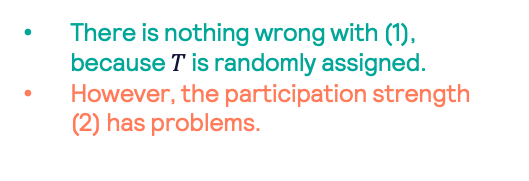 • There is nothing wrong with (1),
because T is randomly assigned.
• However, the participation strength
(2) has problems.